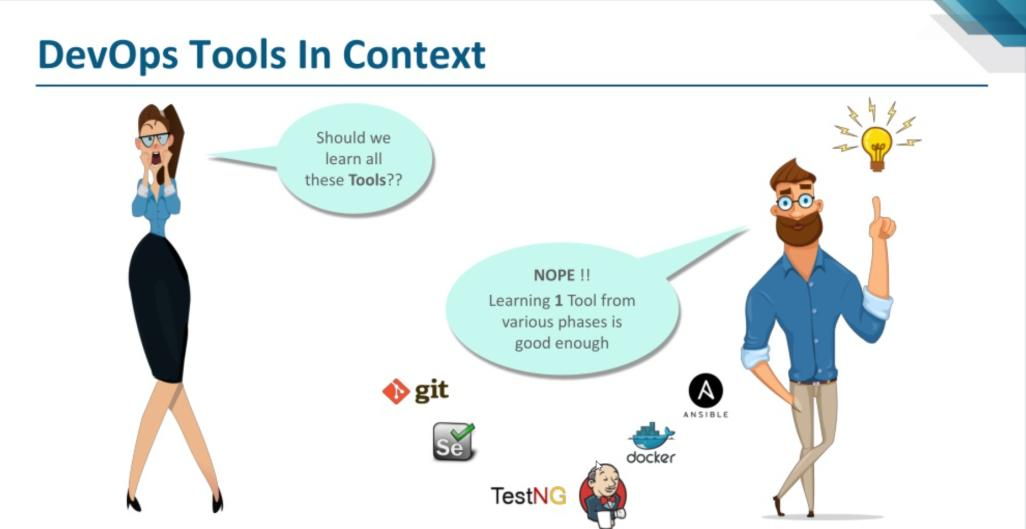 DevOps Tools In Context
Should we
learn all
these Tools??
NOPE !!
Learning 1 Tool from
various phases is
good enough
git
ANSIBLE
Se
docker
TestNG